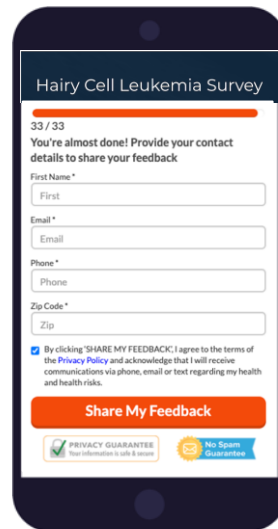 Hairy Cell Leukemia Survey
33 / 33
You're almost done! Provide your contact
details to share your feedback
First Name *
First
Email *
Email
Phone *
Phone
Zip Code *
Zip
By clicking 'SHARE MY FEEDBACK', I agree to the terms of
the Privacy Policy and acknowledge that I will receive
communications via phone, email or text regarding my health
and health risks.
Share My Feedback
PRIVACY GUARANTEE
Your information is safe & secure
No Spam
Guarantee